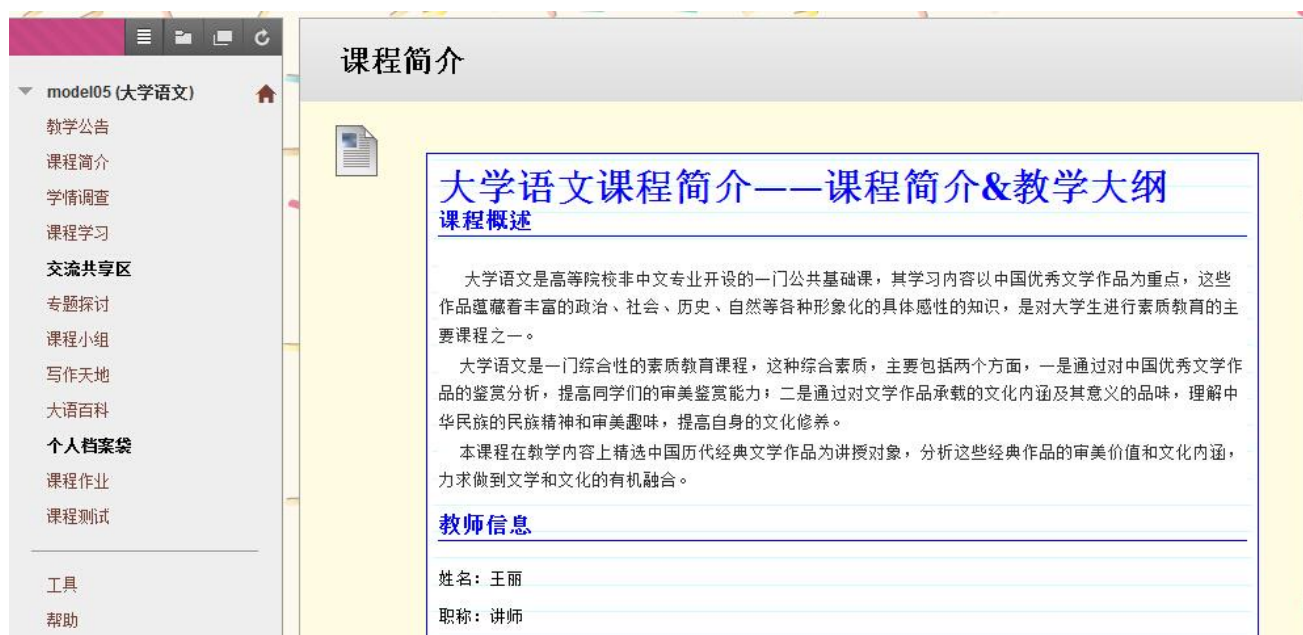 课程简介
model05 (大学语文)
教学公告
课程简介
学情调查
课程学习
交流共享区
专题探讨
课程小组
写作天地
大语百科
个人档案袋
课程作业
课程测试
工具
帮助
大学语文课程简介——课程简介&教学大纲
课程概述
大学语文是高等院校非中文专业开设的一门公共基础课，其学习内容以中国优秀文学作品为重点，这些
作品蕴藏着丰富的政治、社会、历史、自然等各种形象化的具体感性的知识，是对大学生进行素质教育的主
要课程之一。
大学语文是一门综合性的素质教育课程，这种综合素质，主要包括两个方面，一是通过对中国优秀文学作
品的鉴赏分析，提高同学们的审美鉴赏能力；二是通过对文学作品承载的文化内涵及其意义的品味，理解中
华民族的民族精神和审美趣味，提高自身的文化修养。
本课程在教学内容上精选中国历代经典文学作品为讲授对象，分析这些经典作品的审美价值和文化内涵，
力求做到文学和文化的有机融合。
教师信息
姓名：王丽
职称：讲师